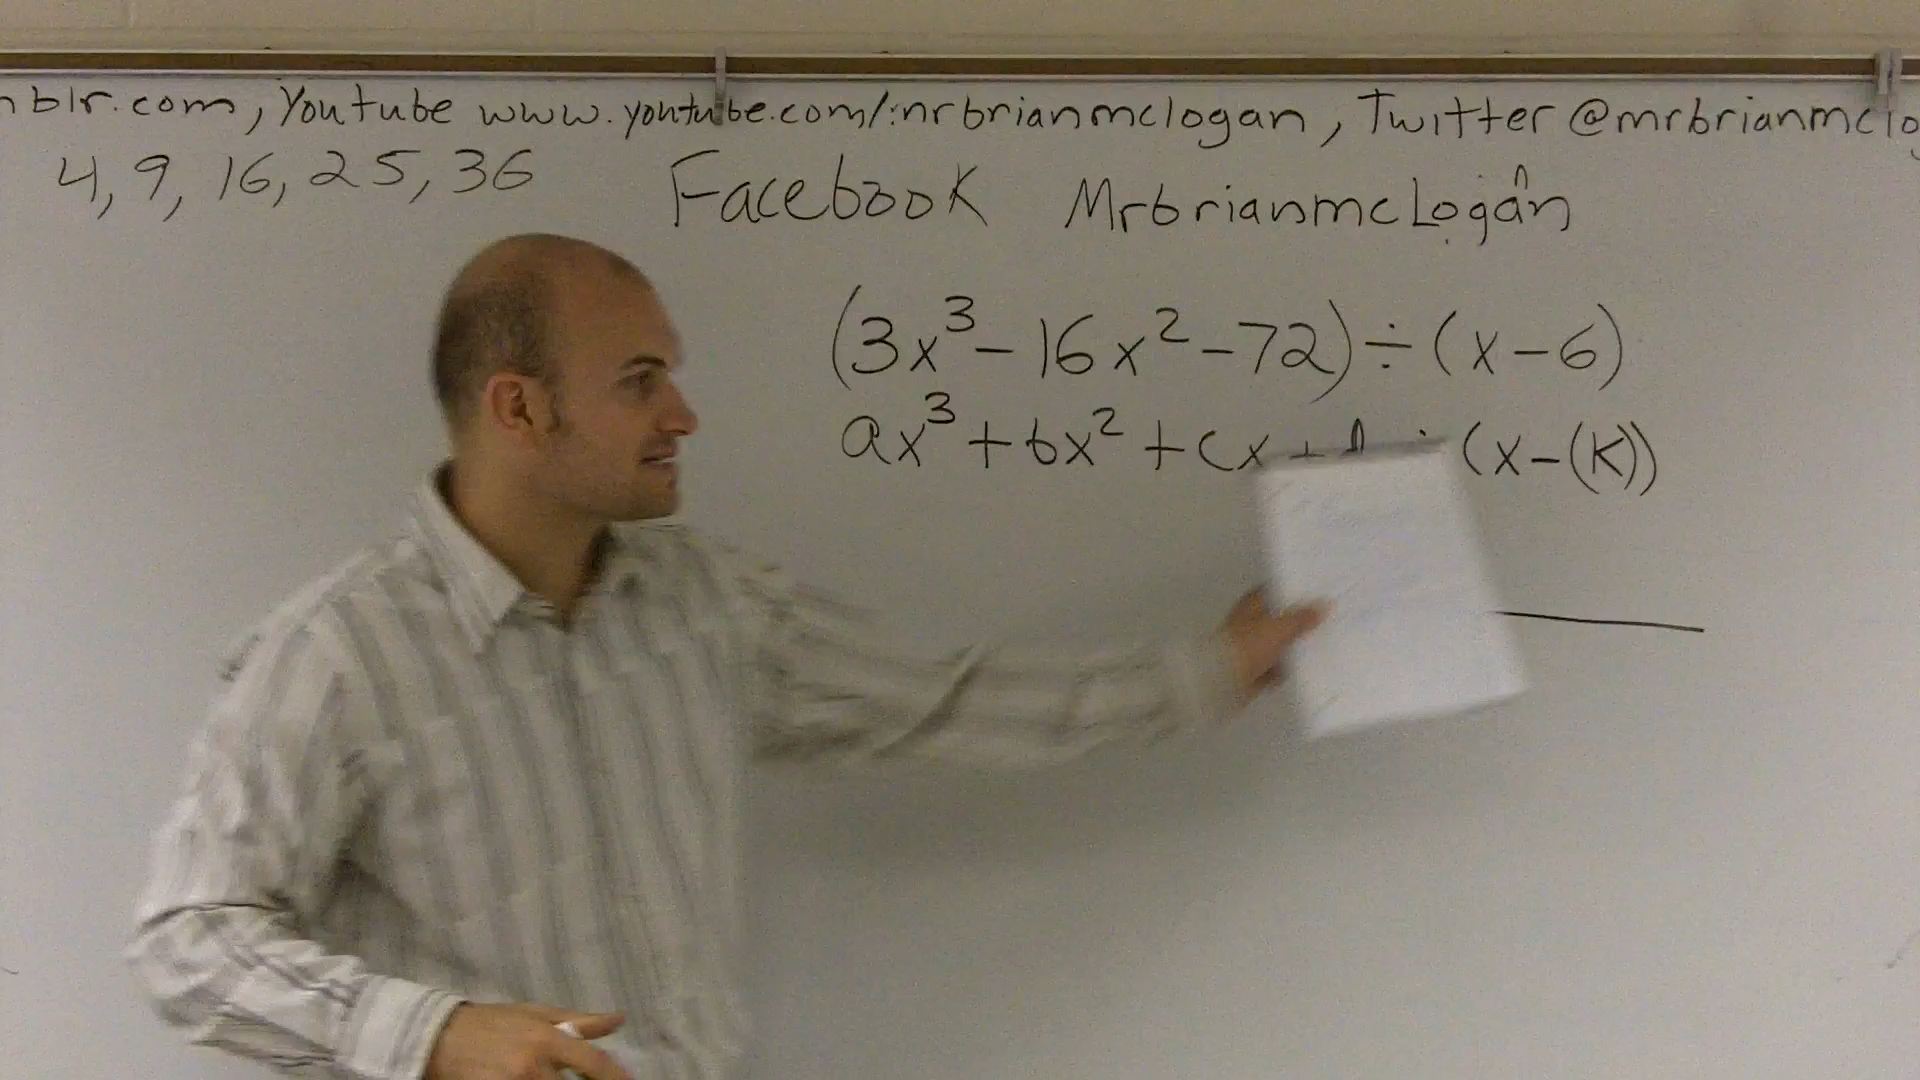 nblr.com, Youtube www.youtube.com/mrbrianmclogan, Twitter @mrbrianmclo
4, 9, 16, 25, 36 Facebook MrbrianmcLogan
(3x³ - 16x² - 72) ÷ (x - 6)
ax³ + bx² + cx + (x - (k))